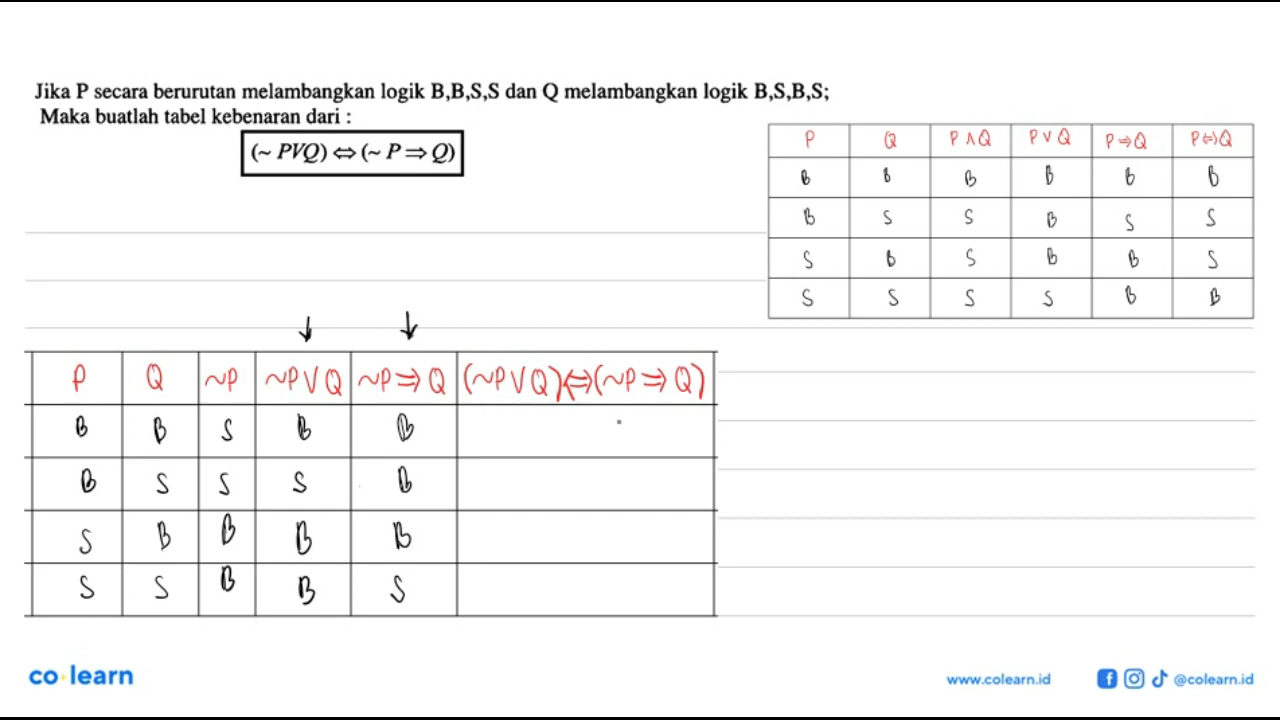 Jika P secara berurutan melambangkan logik B,B,S,S dan Q melambangkan logik B,S,B,S;
Maka buatlah tabel kebenaran dari :
(~ PVQ) ⇔ (~ P ⇒ Q)
P Q P ∧ Q P ∨ Q P ⇒ Q P ⇔ Q
B B B B B B
B S S B S S
S B S B B S
S S S S B B
P Q ~P ~P ∨ Q ~P ⇒ Q (~P ∨ Q) ⇔ (~P ⇒ Q)
B B S B B
B S S S B
S B B B B
S S B B S
co·learn
www.colearn.id
@colearn.id